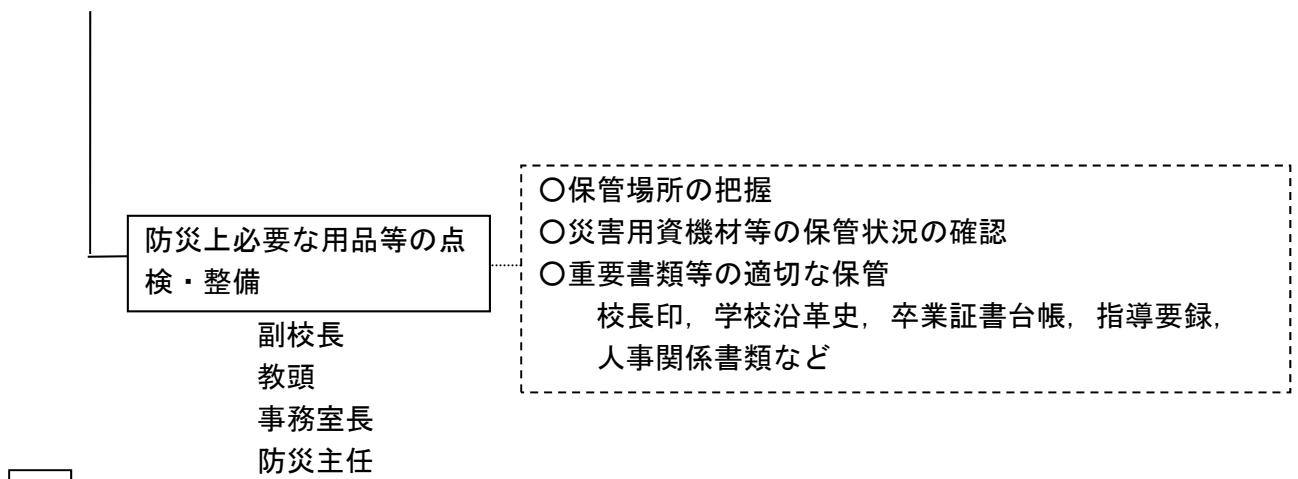 防災上必要な用品等の点
検・整備
副校長
教頭
事務室長
防災主任
○保管場所の把握
○災害用資機材等の保管状況の確認
○重要書類等の適切な保管
校長印，学校沿革史，卒業証書台帳，指導要録，
人事関係書類など